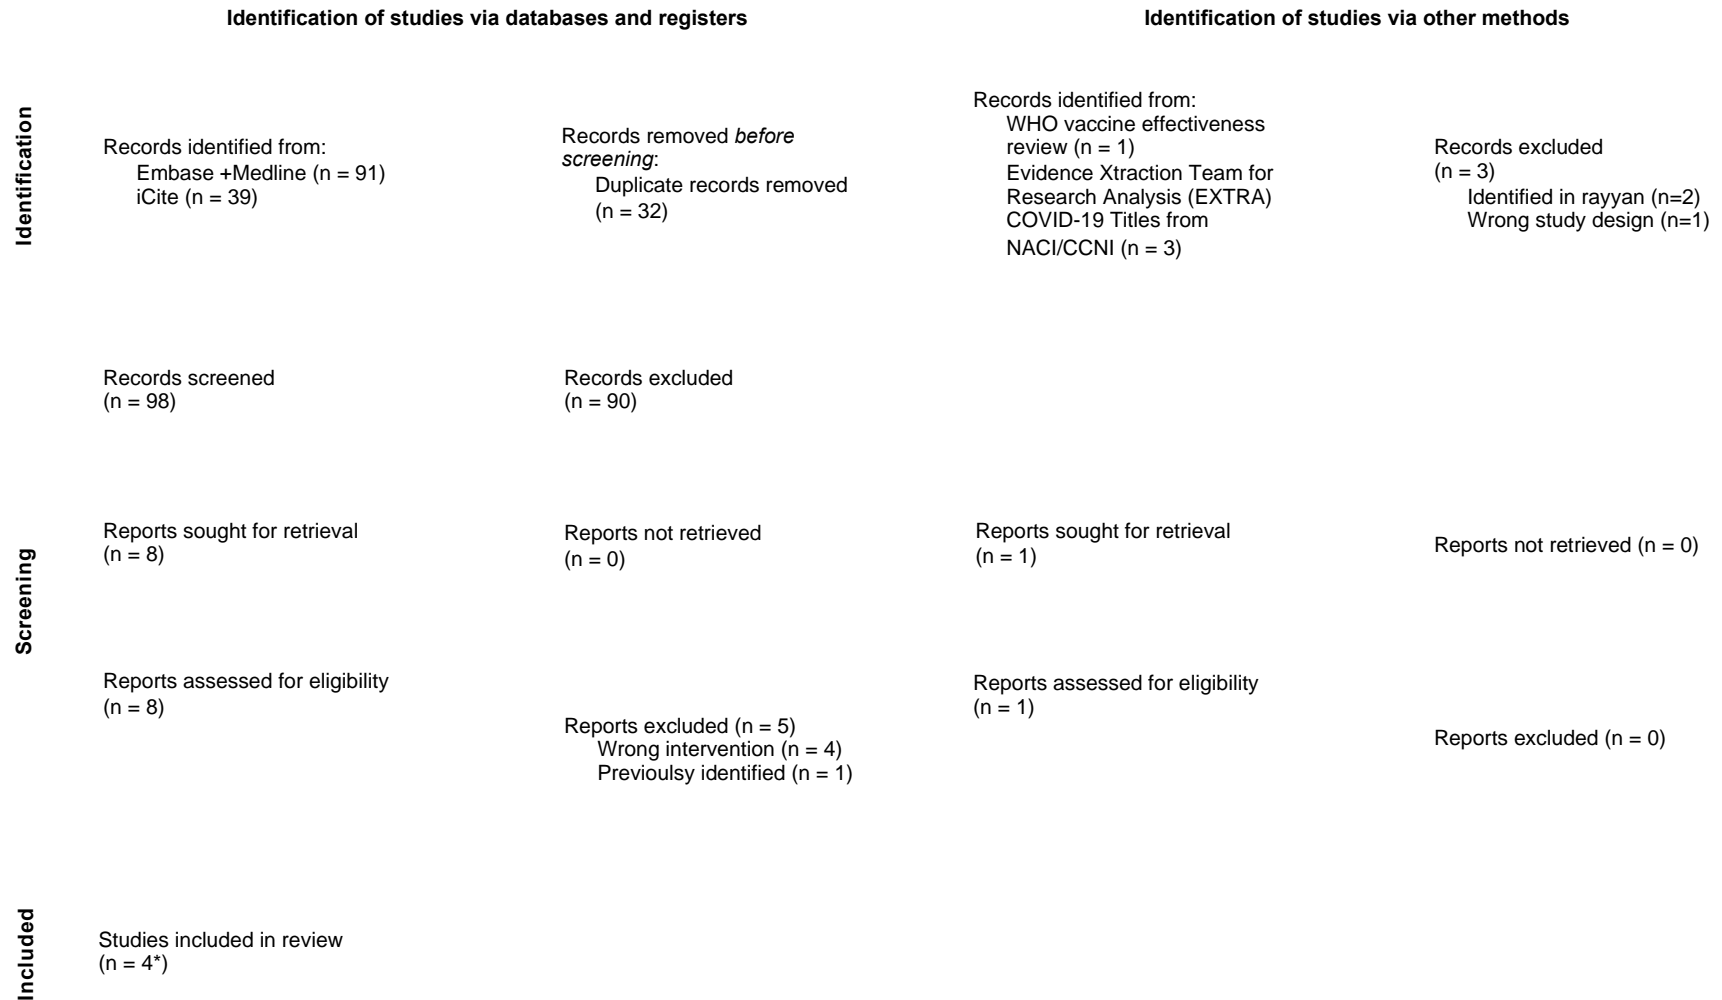 Identification of studies via databases and registers
Identification of studies via other methods
Identification
Records identified from:
Embase +Medline (n = 91)
iCite (n = 39)
Records removed before
screening:
Duplicate records removed
(n = 32)
Records identified from:
WHO vaccine effectiveness
review (n = 1)
Evidence Xtraction Team for
Research Analysis (EXTRA)
COVID-19 Titles from
NACI/CCNI (n = 3)
Records excluded
(n = 3)
Identified in rayyan (n=2)
Wrong study design (n=1)
Screening
Records screened
(n = 98)
Records excluded
(n = 90)
Reports sought for retrieval
(n = 8)
Reports not retrieved
(n = 0)
Reports sought for retrieval
(n = 1)
Reports not retrieved (n = 0)
Reports assessed for eligibility
(n = 8)
Reports excluded (n = 5)
Wrong intervention (n = 4)
Previoulsy identified (n = 1)
Reports assessed for eligibility
(n = 1)
Reports excluded (n = 0)
Included
Studies included in review
(n = 4*)